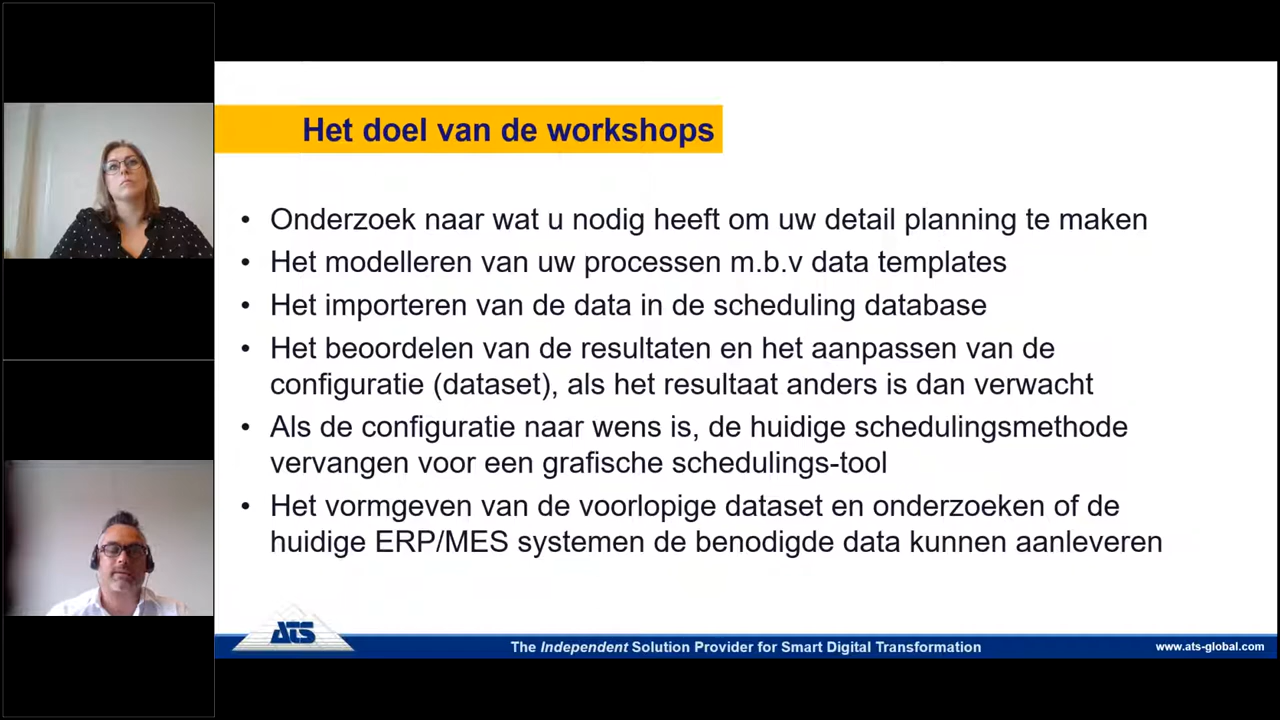 Het doel van de workshops
• Onderzoek naar wat u nodig heeft om uw detail planning te maken
• Het modelleren van uw processen m.b.v data templates
• Het importeren van de data in de scheduling database
• Het beoordelen van de resultaten en het aanpassen van de
configuratie (dataset), als het resultaat anders is dan verwacht
• Als de configuratie naar wens is, de huidige schedulingsmethode
vervangen voor een grafische schedulings-tool
• Het vormgeven van de voorlopige dataset en onderzoeken of de
huidige ERP/MES systemen de benodigde data kunnen aanleveren
ATS
The Independent Solution Provider for Smart Digital Transformation
www.ats-global.com